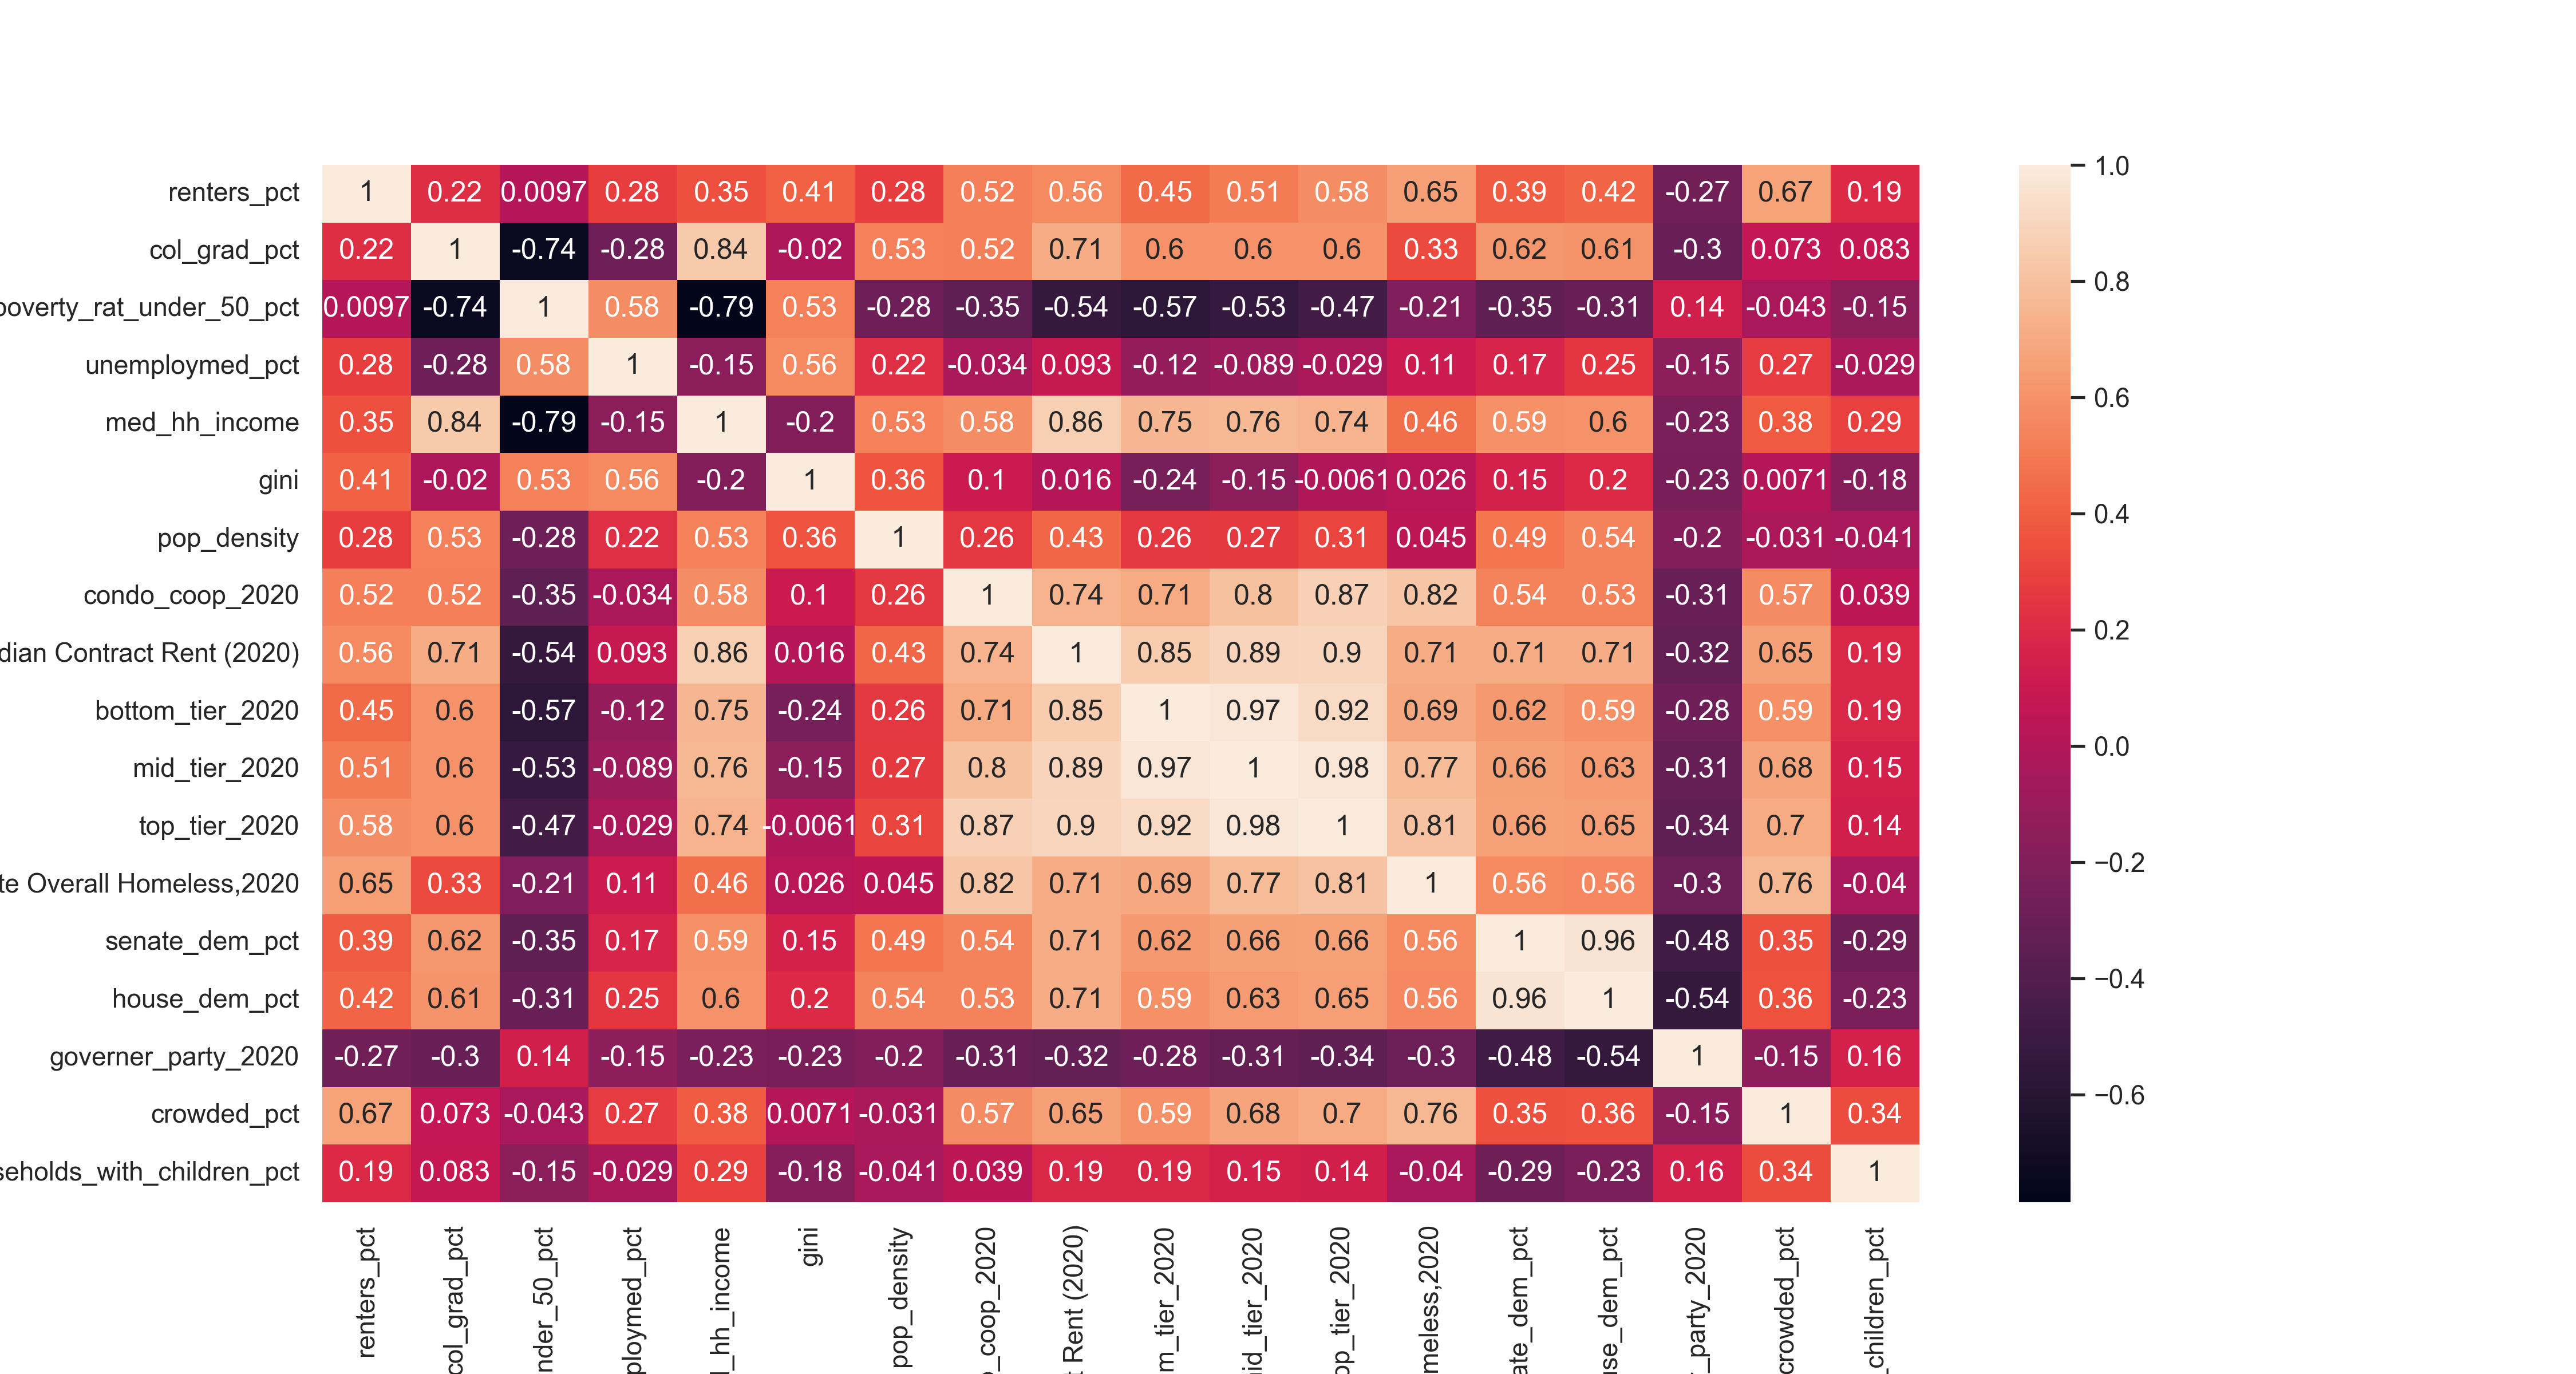 renters_pct 1 0.22 0.0097 0.28 0.35 0.41 0.28 0.52 0.56 0.45 0.51 0.58 0.65 0.39 0.42 -0.27 0.67 0.19
col_grad_pct 0.22 1 -0.74 -0.28 0.84 -0.02 0.53 0.52 0.71 0.6 0.6 0.6 0.33 0.62 0.61 -0.3 0.073 0.083
poverty_rat_under_50_pct 0.0097 -0.74 1 0.58 -0.79 0.53 -0.28 -0.35 -0.54 -0.57 -0.53 -0.47 -0.21 -0.35 -0.31 0.14 -0.043 -0.15
unemploymed_pct 0.28 -0.28 0.58 1 -0.15 0.56 0.22 -0.034 0.093 -0.12 -0.089 -0.029 0.11 0.17 0.25 -0.15 0.27 -0.029
med_hh_income 0.35 0.84 -0.79 -0.15 1 -0.2 0.53 0.58 0.86 0.75 0.76 0.74 0.46 0.59 0.6 -0.23 0.38 0.29
gini 0.41 -0.02 0.53 0.56 -0.2 1 0.36 0.1 0.016 -0.24 -0.15 -0.0061 0.026 0.15 0.2 -0.23 0.0071 -0.18
pop_density 0.28 0.53 -0.28 0.22 0.53 0.36 1 0.26 0.43 0.26 0.27 0.31 0.045 0.49 0.54 -0.2 -0.031 -0.041
condo_coop_2020 0.52 0.52 -0.35 -0.034 0.58 0.1 0.26 1 0.74 0.71 0.8 0.87 0.82 0.54 0.53 -0.31 0.57 0.039
dian Contract Rent (2020) 0.56 0.71 -0.54 0.093 0.86 0.016 0.43 0.74 1 0.85 0.89 0.9 0.71 0.71 0.71 -0.32 0.65 0.19
bottom_tier_2020 0.45 0.6 -0.57 -0.12 0.75 -0.24 0.26 0.71 0.85 1 0.97 0.92 0.69 0.62 0.59 -0.28 0.59 0.19
mid_tier_2020 0.51 0.6 -0.53 -0.089 0.76 -0.15 0.27 0.8 0.89 0.97 1 0.98 0.77 0.66 0.63 -0.31 0.68 0.15
top_tier_2020 0.58 0.6 -0.47 -0.029 0.74 -0.0061 0.31 0.87 0.9 0.92 0.98 1 0.81 0.66 0.65 -0.34 0.7 0.14
te Overall Homeless,2020 0.65 0.33 -0.21 0.11 0.46 0.026 0.045 0.82 0.71 0.69 0.77 0.81 1 0.56 0.56 -0.3 0.76 -0.04
senate_dem_pct 0.39 0.62 -0.35 0.17 0.59 0.15 0.49 0.54 0.71 0.62 0.66 0.66 0.56 1 0.96 -0.48 0.35 -0.29
house_dem_pct 0.42 0.61 -0.31 0.25 0.6 0.2 0.54 0.53 0.71 0.59 0.63 0.65 0.56 0.96 1 -0.54 0.36 -0.23
governer_party_2020 -0.27 -0.3 0.14 -0.15 -0.23 -0.23 -0.2 -0.31 -0.32 -0.28 -0.31 -0.34 -0.3 -0.48 -0.54 1 -0.15 0.16
crowded_pct 0.67 0.073 -0.043 0.27 0.38 0.0071 -0.031 0.57 0.65 0.59 0.68 0.7 0.76 0.35 0.36 -0.15 1 0.34
seholds_with_children_pct 0.19 0.083 -0.15 -0.029 0.29 -0.18 -0.041 0.039 0.19 0.19 0.15 0.14 -0.04 -0.29 -0.23 0.16 0.34 1
renters_pct
col_grad_pct
nder_50_pct
ployed_pct
l_hh_income
gini
pop_density
o_coop_2020
t Rent (2020)
m_tier_2020
id_tier_2020
op_tier_2020
meless,2020
ate_dem_pct
use_dem_pct
_party_2020
crowded_pct
_children_pct
1.0
0.8
0.6
0.4
0.2
0.0
−0.2
−0.4
−0.6